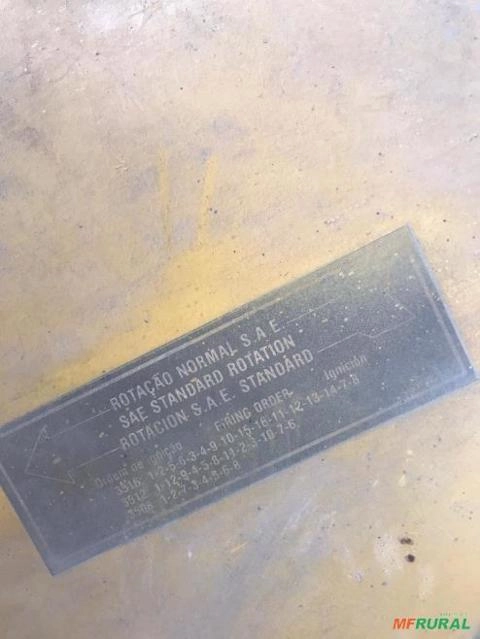 ROTAÇÃO NORMAL S.A.E.
SAE STANDARD ROTATION
ROTACION S.A.E. STANDARD
Ordem de ignição FIRING ORDER Ignición
3516 1-2-5-6-3-4-9-10-15-16-11-12-13-14-7-8
3512 1-12-9-4-5-8-11-2-3-10-7-6
3508 1-2-7-3-4-5-6-8
MFRURAL